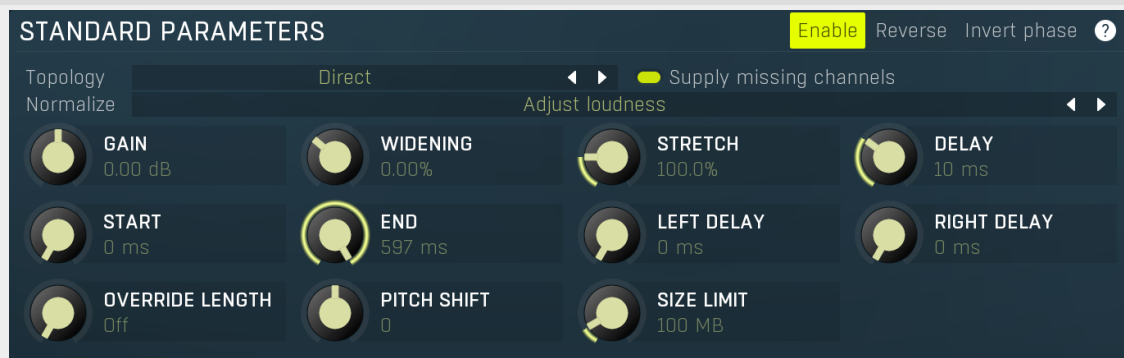 STANDARD PARAMETERS Enable Reverse Invert phase ?
Topology Direct Supply missing channels
Normalize Adjust loudness
GAIN WIDENING STRETCH DELAY
0.00 dB 0.00% 100.0% 10 ms
START END LEFT DELAY RIGHT DELAY
0 ms 597 ms 0 ms 0 ms
OVERRIDE LENGTH PITCH SHIFT SIZE LIMIT
Off 0 100 MB